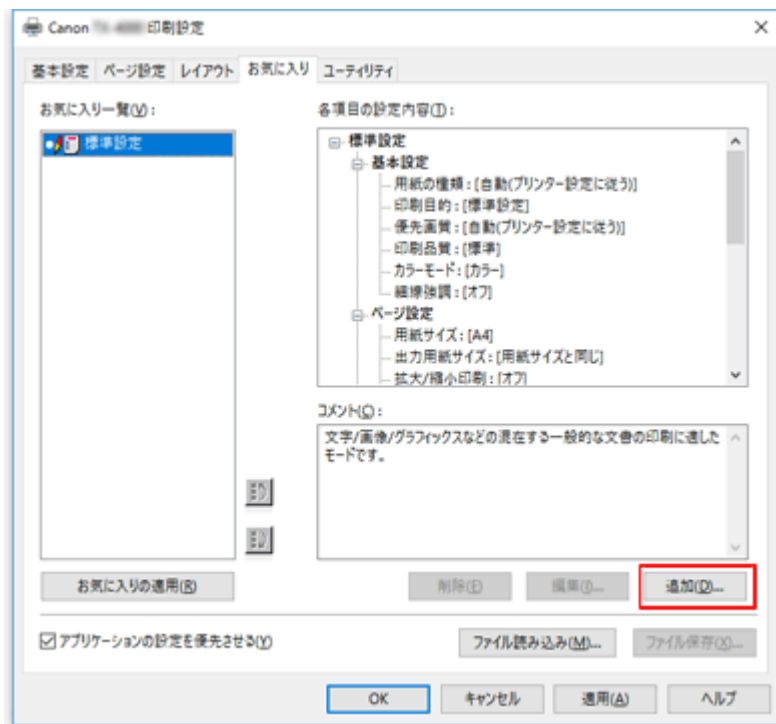 Canon 印刷設定
基本設定 ページ設定 レイアウト お気に入り ユーティリティ
お気に入り一覧(V):
標準設定
各項目の設定内容(T):
標準設定
基本設定
用紙の種類:[自動(プリンター設定に従う)]
印刷目的:[標準設定]
優先画質:[自動(プリンター設定に従う)]
印刷品質:[標準]
カラーモード:[カラー]
細線強調:[オフ]
ページ設定
用紙サイズ:[A4]
出力用紙サイズ:[用紙サイズと同じ]
拡大/縮小印刷:[オフ]
コメント(C):
文字/画像/グラフィックスなどの混在する一般的な文書の印刷に適した
モードです。
お気に入りの適用(R)
削除(E) 編集(I)... 追加(D)...
アプリケーションの設定を優先させる(Y)
ファイル読み込み(M)... ファイル保存(X)...
OK キャンセル 適用(A) ヘルプ